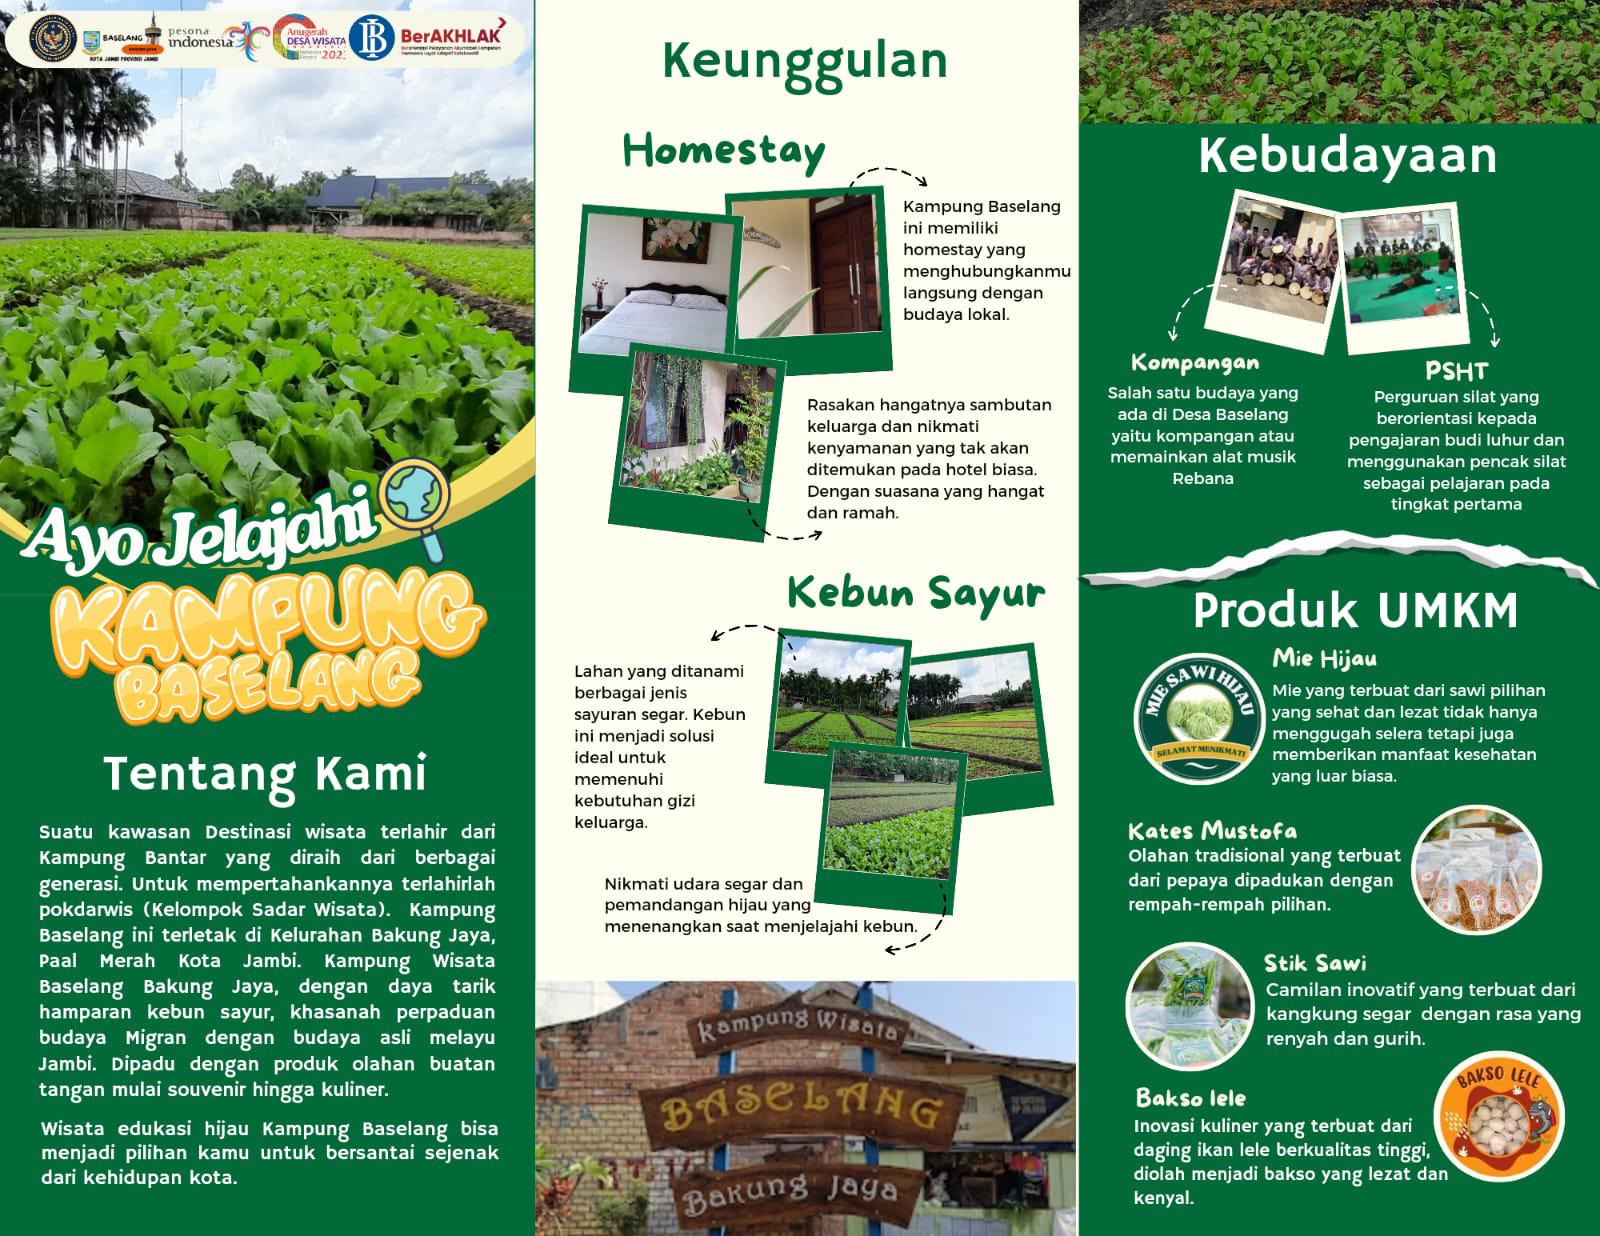 BASELANG
KOTA JAMBI PROVINSI JAMBI
pesona
indonesia
Anugerah
DESA WISATA
BerAKHLAK
Ayo Jelajahi
KAMPUNG
BASELANG
Tentang Kami
Suatu kawasan Destinasi wisata terlahir dari
Kampung Bantar yang diraih dari berbagai
generasi. Untuk mempertahankannya terlahirlah
pokdarwis (Kelompok Sadar Wisata). Kampung
Baselang ini terletak di Kelurahan Bakung Jaya,
Paal Merah Kota Jambi. Kampung Wisata
Baselang Bakung Jaya, dengan daya tarik
hamparan kebun sayur, khasanah perpaduan
budaya Migran dengan budaya asli melayu
Jambi. Dipadu dengan produk olahan buatan
tangan mulai souvenir hingga kuliner.
Wisata edukasi hijau Kampung Baselang bisa
menjadi pilihan kamu untuk bersantai sejenak
dari kehidupan kota.
Keunggulan
Homestay
Kampung Baselang
ini memiliki
homestay yang
menghubungkanmu
langsung dengan
budaya lokal.
Rasakan hangatnya sambutan
keluarga dan nikmati
kenyamanan yang tak akan
ditemukan pada hotel biasa.
Dengan suasana yang hangat
dan ramah.
Kebun Sayur
Lahan yang ditanami
berbagai jenis
sayuran segar. Kebun
ini menjadi solusi
ideal untuk
memenuhi
kebutuhan gizi
keluarga.
Nikmati udara segar dan
pemandangan hijau yang
menenangkan saat menjelajahi kebun.
Kampung Wisata
BASELANG
Bakung Jaya
Kebudayaan
Kompangan
Salah satu budaya yang
ada di Desa Baselang
yaitu kompangan atau
memainkan alat musik
Rebana
PSHT
Perguruan silat yang
berorientasi kepada
pengajaran budi luhur dan
menggunakan pencak silat
sebagai pelajaran pada
tingkat pertama
Produk UMKM
MIE SAWI HIJAU
SELAMAT MENIKMATI
Mie Hijau
Mie yang terbuat dari sawi pilihan
yang sehat dan lezat tidak hanya
menggugah selera tetapi juga
memberikan manfaat kesehatan
yang luar biasa.
Kates Mustofa
Olahan tradisional yang terbuat
dari pepaya dipadukan dengan
rempah-rempah pilihan.
Stik Sawi
Camilan inovatif yang terbuat dari
kangkung segar dengan rasa yang
renyah dan gurih.
Bakso lele
Inovasi kuliner yang terbuat dari
daging ikan lele berkualitas tinggi,
diolah menjadi bakso yang lezat dan
kenyal.
BAKSO LELE